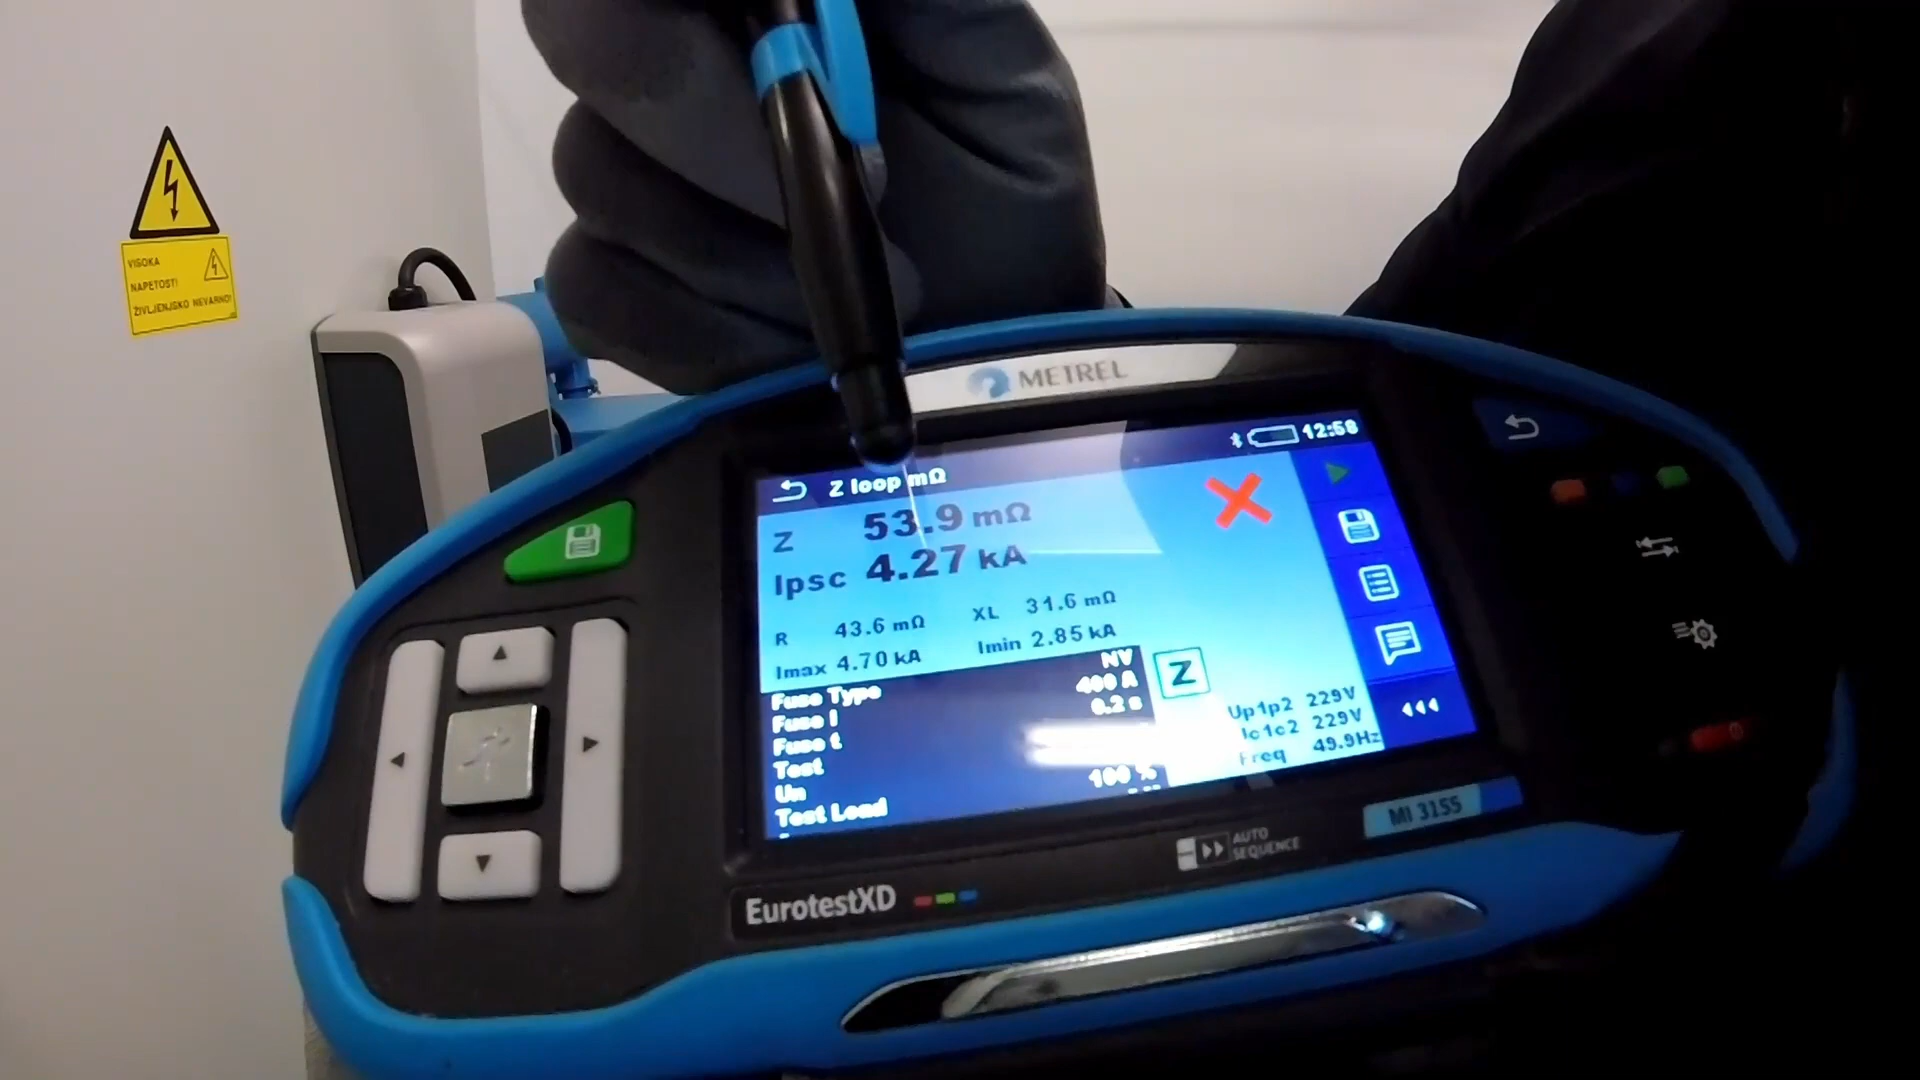 VISOKA
NAPETOST!
ŽIVLJENJSKO NEVARNO!
METREL
12:58
Z loop mΩ
Z 53.9 mΩ
Ipsc 4.27 kA
R 43.6 mΩ XL 31.6 mΩ
Imax 4.70 kA Imin 2.85 kA
Fuse Type NV
Fuse I 400 A
Fuse t 0.2 s
Test
Un 100 %
Test Load
Z
Up1p2 229V
Ic1c2 229V
Freq 49.9Hz
MI 3155
AUTO
SEQUENCE
EurotestXD